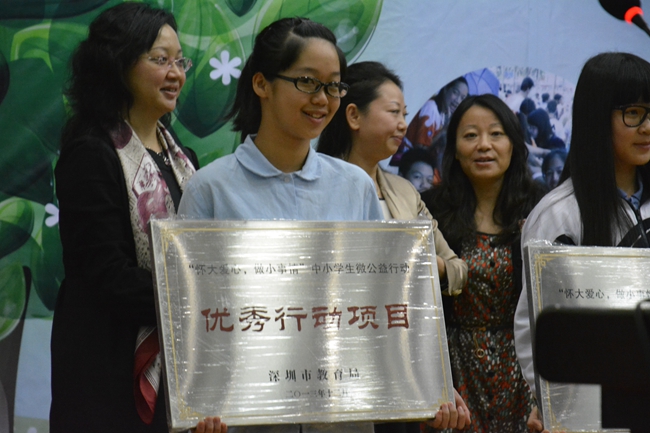 “怀大爱心、做小事情”中小学生微公益行动
优秀行动项目
深圳市教育局
“怀大爱心、做小事情